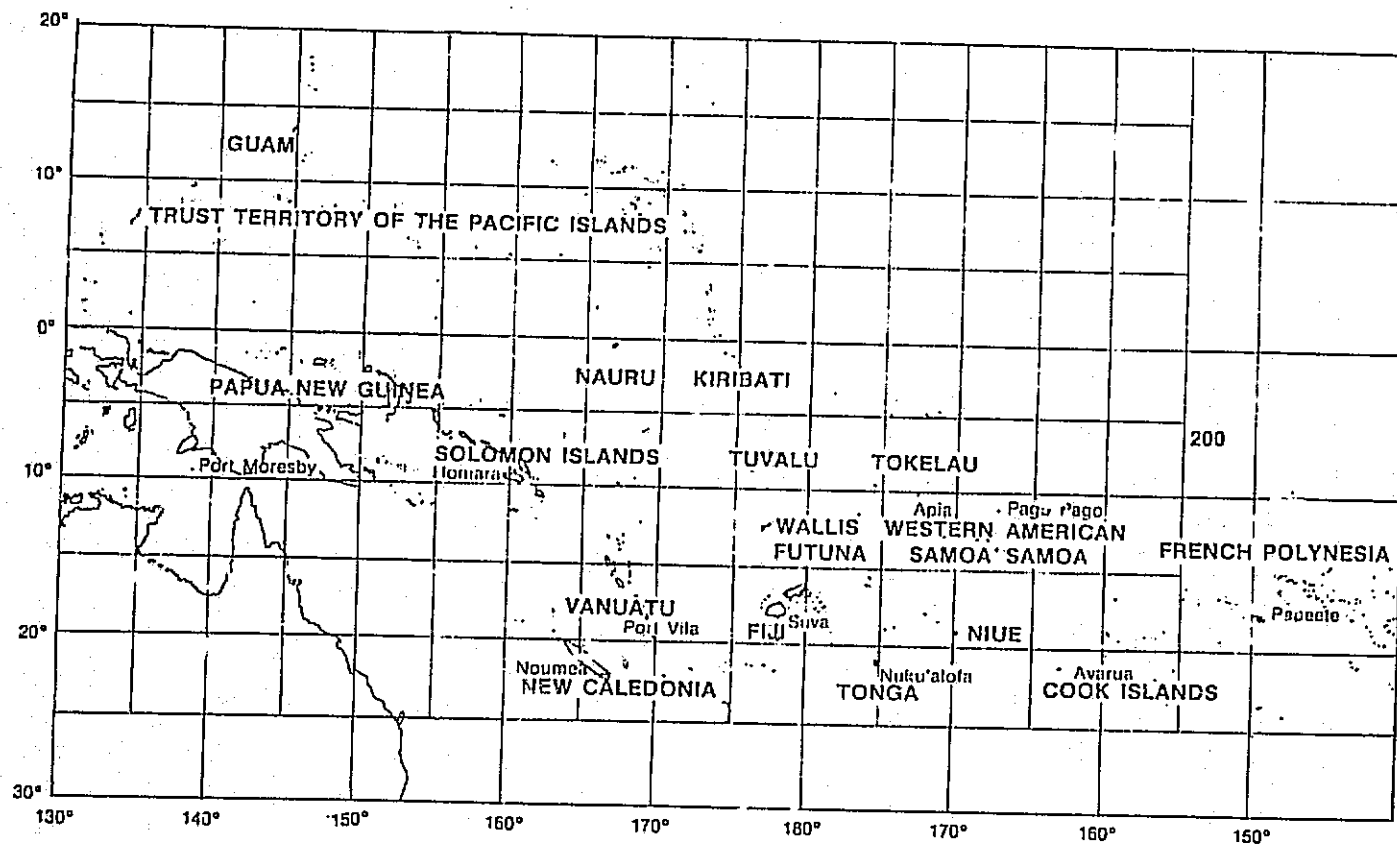 20°
GUAM
10°
TRUST TERRITORY OF THE PACIFIC ISLANDS
0°
NAURU KIRIBATI
PAPUA NEW GUINEA
200
SOLOMON ISLANDS TUVALU TOKELAU
10° Port Moresby
Apia Pago Pago
WALLIS WESTERN AMERICAN
FUTUNA SAMOA SAMOA FRENCH POLYNESIA
VANUATU
Port Vila FIJI Suva Papeete
20° NIUE
Noumea Nuku'alofa Avarua
NEW CALEDONIA TONGA COOK ISLANDS
30°
130° 140° 150° 160° 170° 180° 170° 160° 150°